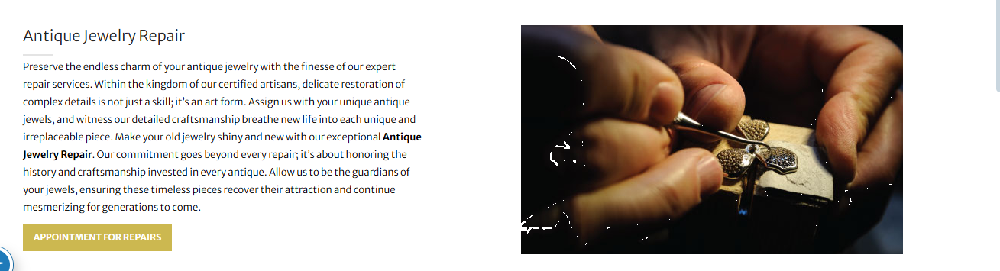 Antique Jewelry Repair
Preserve the endless charm of your antique jewelry with the finesse of our expert
repair services. Within the kingdom of our certified artisans, delicate restoration of
complex details is not just a skill; it's an art form. Assign us with your unique antique
jewels, and witness our detailed craftsmanship breathe new life into each unique and
irreplaceable piece. Make your old jewelry shiny and new with our exceptional Antique
Jewelry Repair. Our commitment goes beyond every repair; it's about honoring the
history and craftsmanship invested in every antique. Allow us to be the guardians of
your jewels, ensuring these timeless pieces recover their attraction and continue
mesmerizing for generations to come.
APPOINTMENT FOR REPAIRS